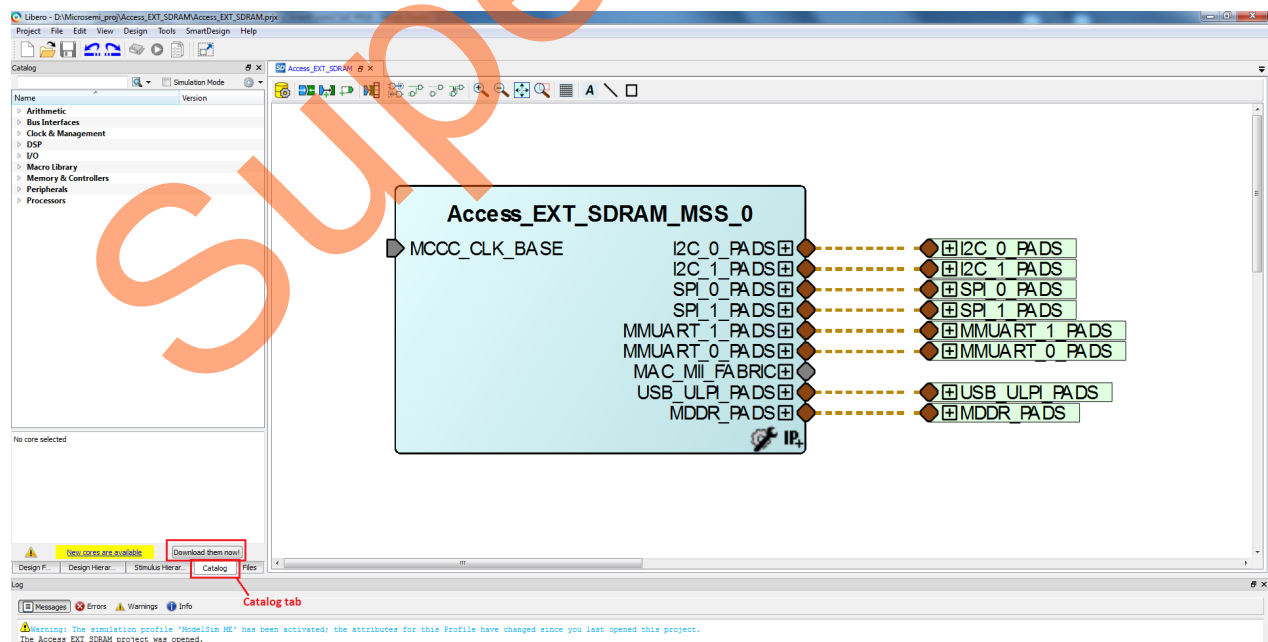 Libero - D:\Microsemi_proj\Access_EXT_SDRAM\Access_EXT_SDRAM.prjx
Project File Edit View Design Tools SmartDesign Help
Catalog
Access_EXT_SDRAM
Simulation Mode
Name Version
Arithmetic
Bus Interfaces
Clock & Management
DSP
I/O
Macro Library
Memory & Controllers
Peripherals
Processors
Access_EXT_SDRAM_MSS_0
MCCC_CLK_BASE
I2C_0_PADS I2C_0_PADS
I2C_1_PADS I2C_1_PADS
SPI_0_PADS SPI_0_PADS
SPI_1_PADS SPI_1_PADS
MMUART_1_PADS MMUART_1_PADS
MMUART_0_PADS MMUART_0_PADS
MAC_MII_FABRIC
USB_ULPI_PADS USB_ULPI_PADS
MDDR_PADS MDDR_PADS
IP+
No core selected
New cores are available Download them now!
Design F... Design Hierar... Stimulus Hierar... Catalog Files
Catalog tab
Log
Messages Errors Warnings Info
Warning: The simulation profile 'ModelSim ME' has been activated; the attributes for this Profile have changed since you last opened this project.
The Access_EXT_SDRAM project was opened.
Supe